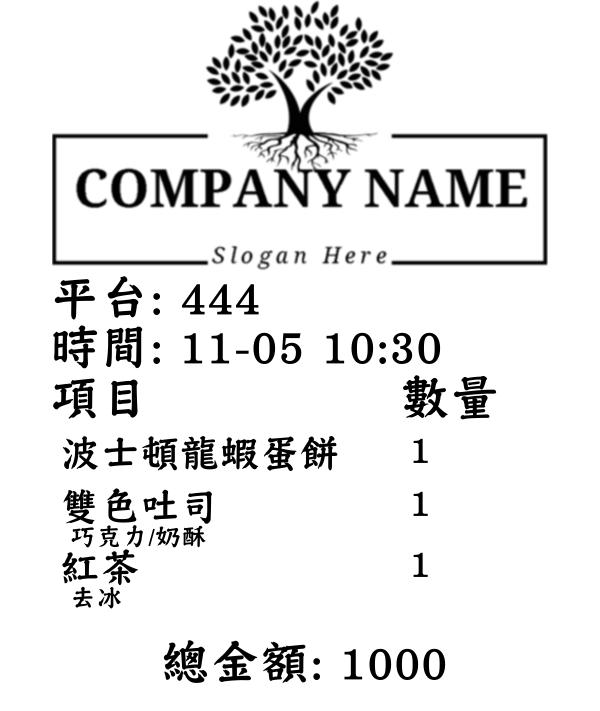 COMPANY NAME
Slogan Here
平台: 444
時間: 11-05 10:30
項目 數量
波士頓龍蝦蛋餅 1
雙色吐司 1
巧克力/奶酥
紅茶 1
去冰
總金額: 1000